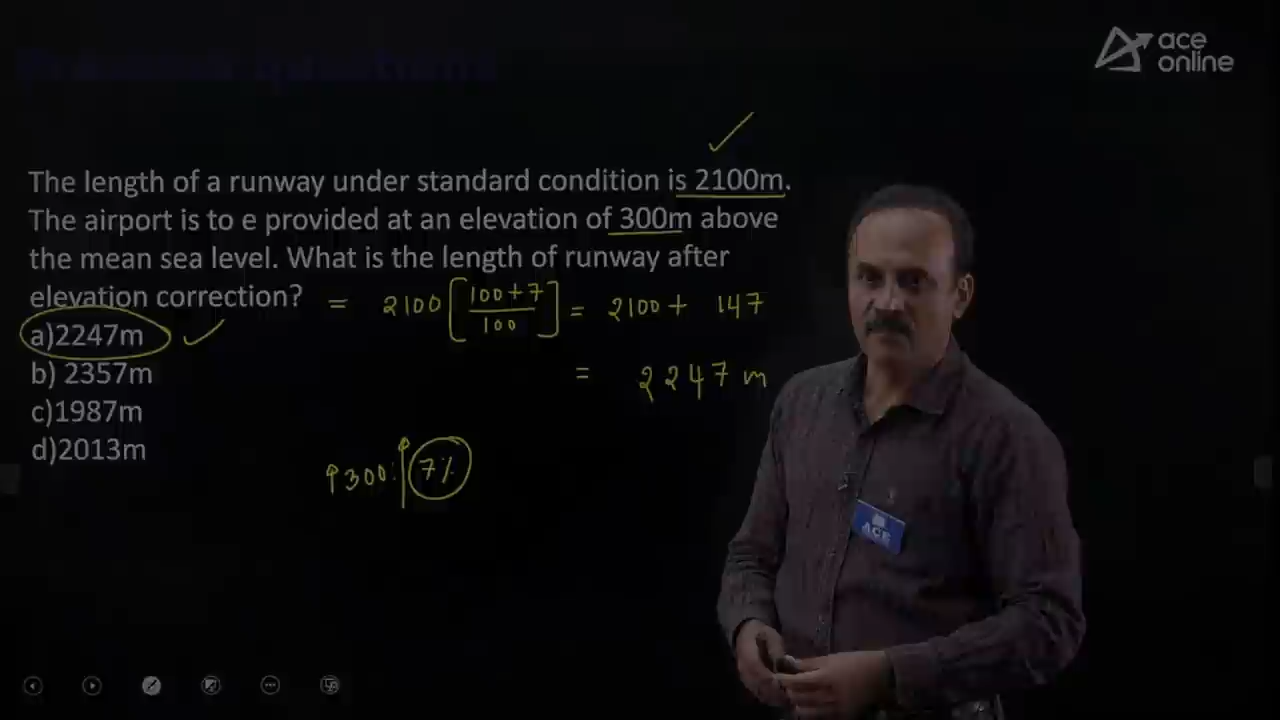 ace
online
The length of a runway under standard condition is 2100m.
The airport is to e provided at an elevation of 300m above
the mean sea level. What is the length of runway after
elevation correction?
= 2100 [100+7/100] = 2100 + 147
= 2247 m
a)2247m
b) 2357m
c)1987m
d)2013m
↑300: ↑ 7%
ACE